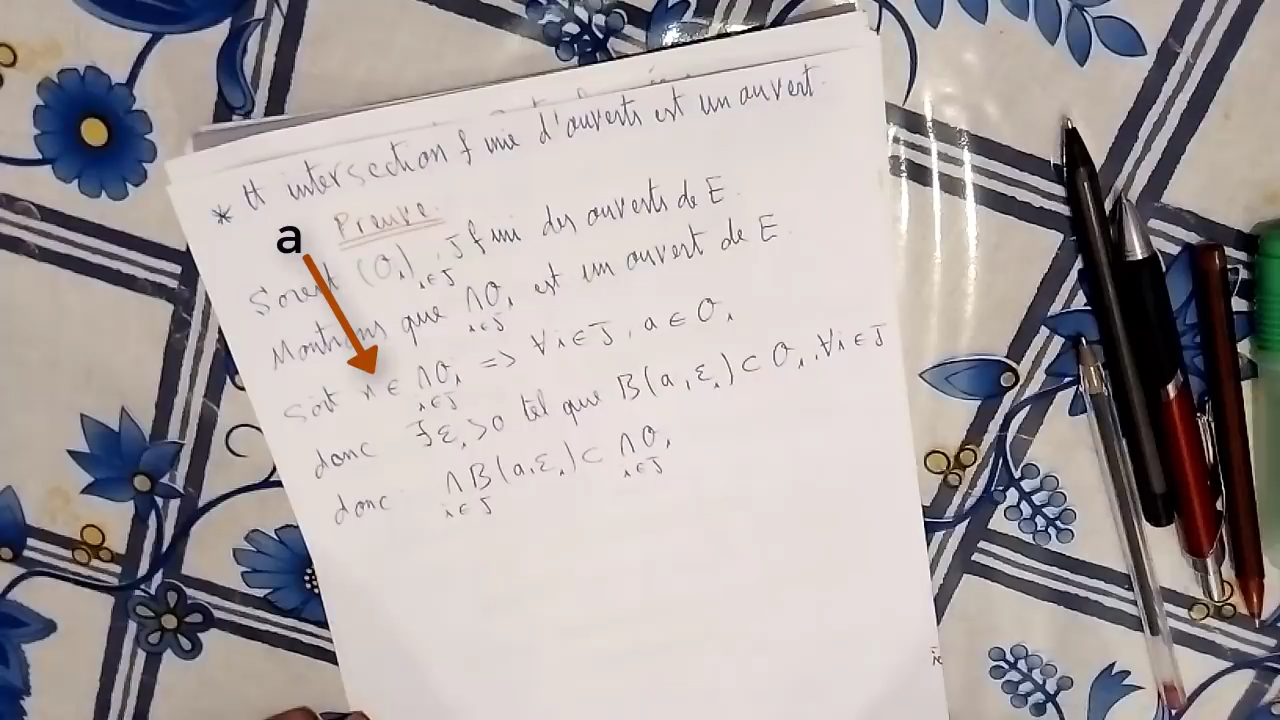 * Et intersection finie d'ouverts est un ouvert.
Preuve.
a
Soient (O_i)_{i∈J}, J fini des ouverts de E.
Montrons que ∩_{i∈J} O_i est un ouvert de E.
Soit x ∈ ∩_{i∈J} O_i => ∀i∈J, a ∈ O_i
donc ∃ε_i>0 tel que B(a,ε_i) ⊂ O_i, ∀i∈J
donc ∩_{i∈J} B(a,ε_i) ⊂ ∩_{i∈J} O_i